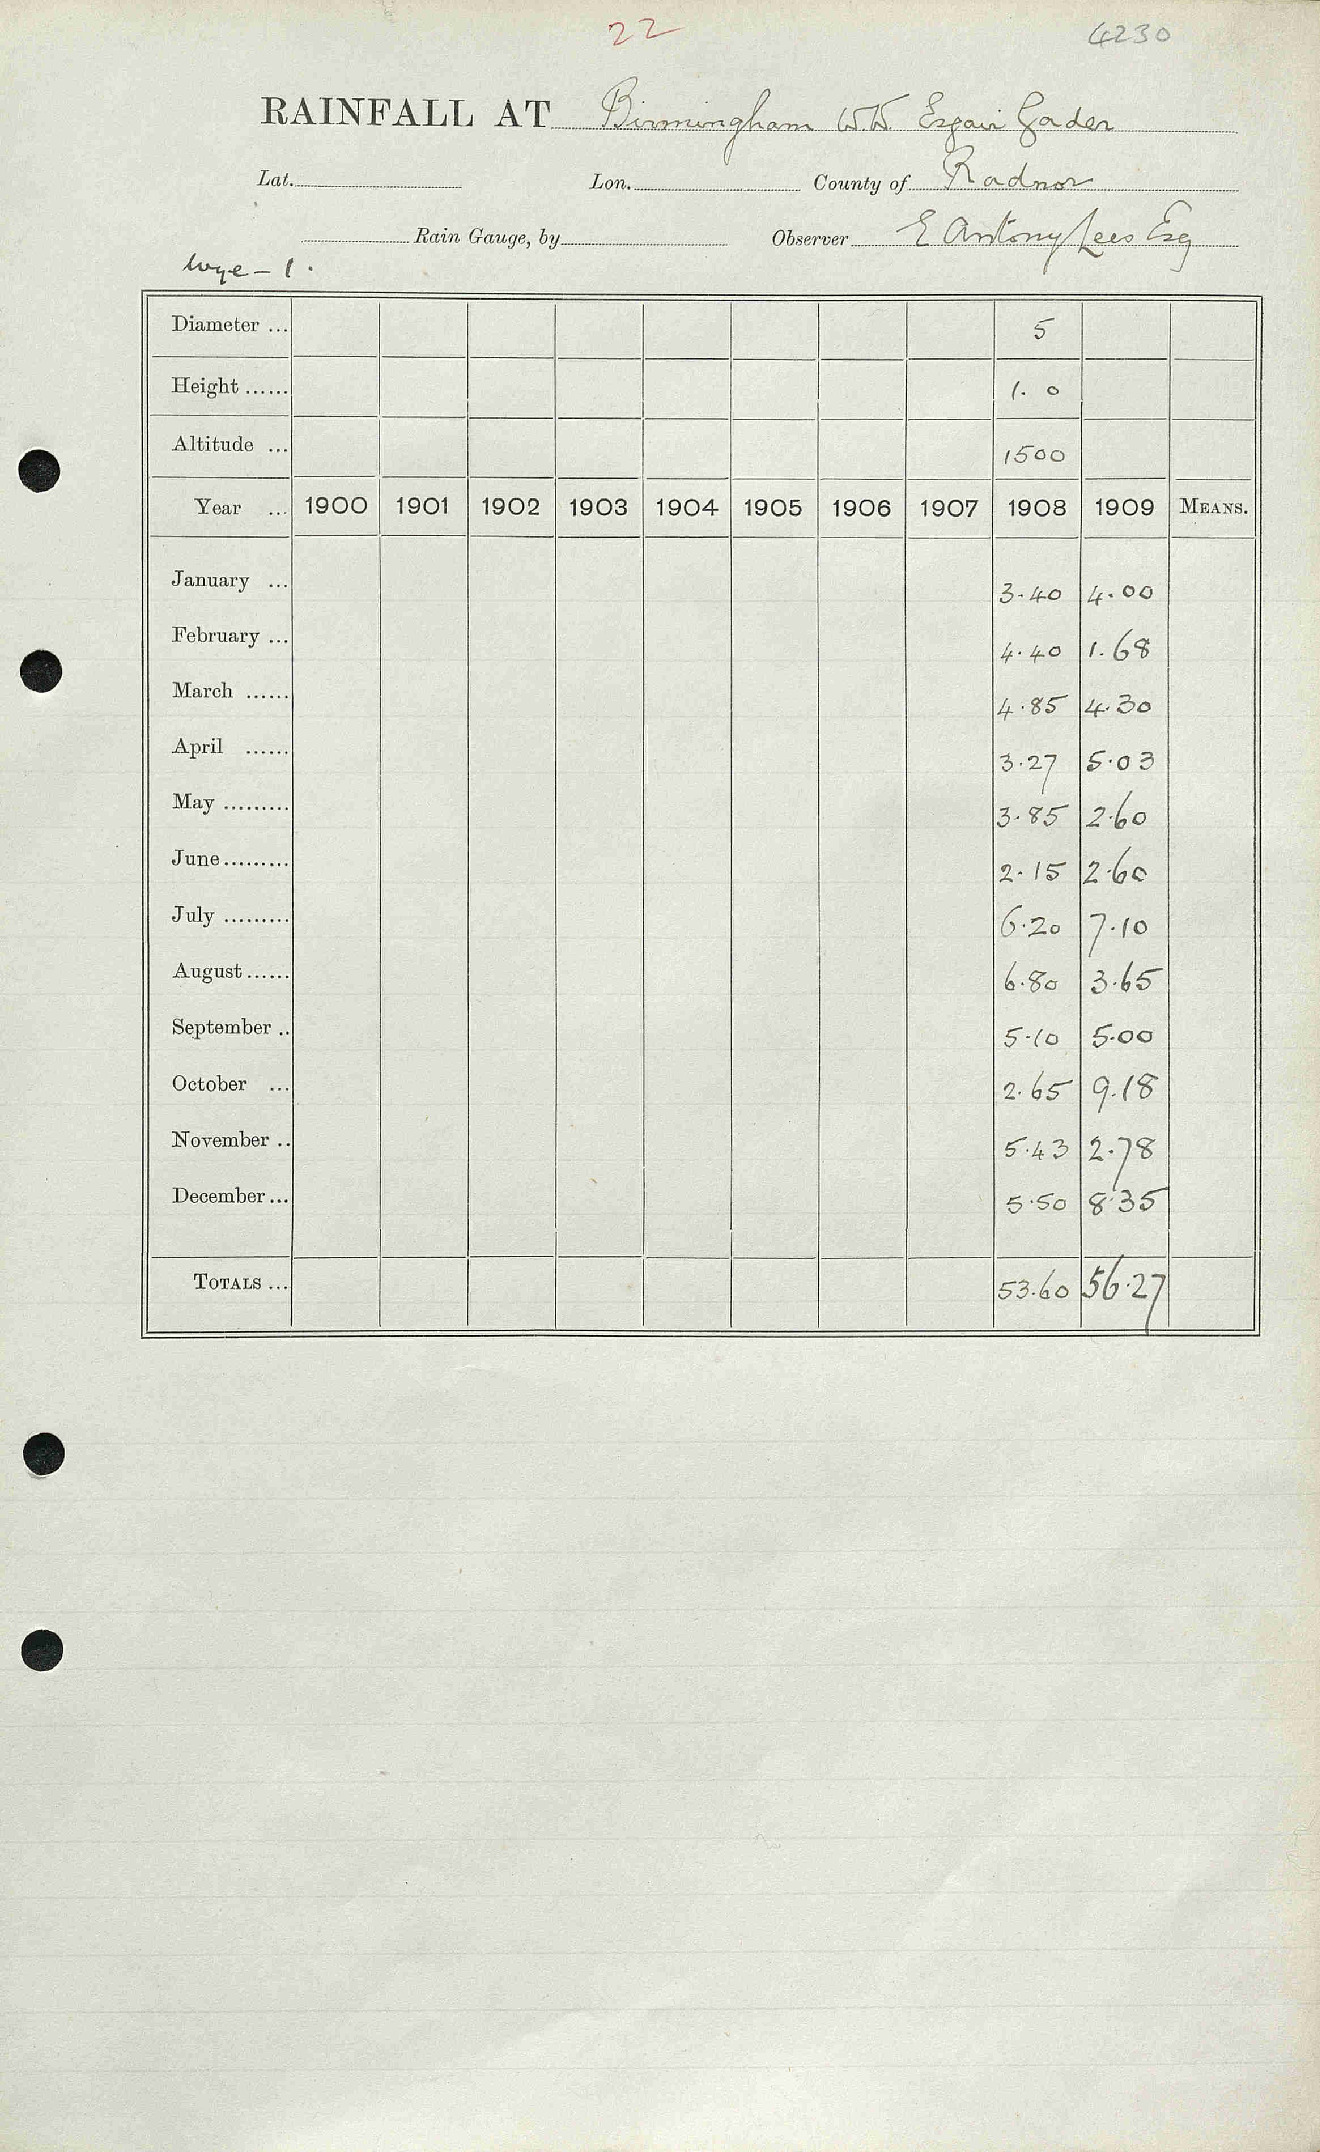 22 4230
RAINFALL AT Birmingham W.W. Esgair Gader
Lat. Lon. County of Radnor
Rain Gauge, by Observer E Antony Lees Esq
Wye - 1.
Diameter ... 5
Height ...... 1. 0
Altitude ... 1500
Year ... 1900 1901 1902 1903 1904 1905 1906 1907 1908 1909 MEANS.
January ... 3.40 4.00
February ... 4.40 1.68
March ...... 4.85 4.30
April ...... 3.27 5.03
May ......... 3.85 2.60
June ......... 2.15 2.60
July ......... 6.20 7.10
August ...... 6.80 3.65
September .. 5.10 5.00
October ... 2.65 9.18
November .. 5.43 2.78
December ... 5.50 8.35
TOTALS ... 53.60 56.27